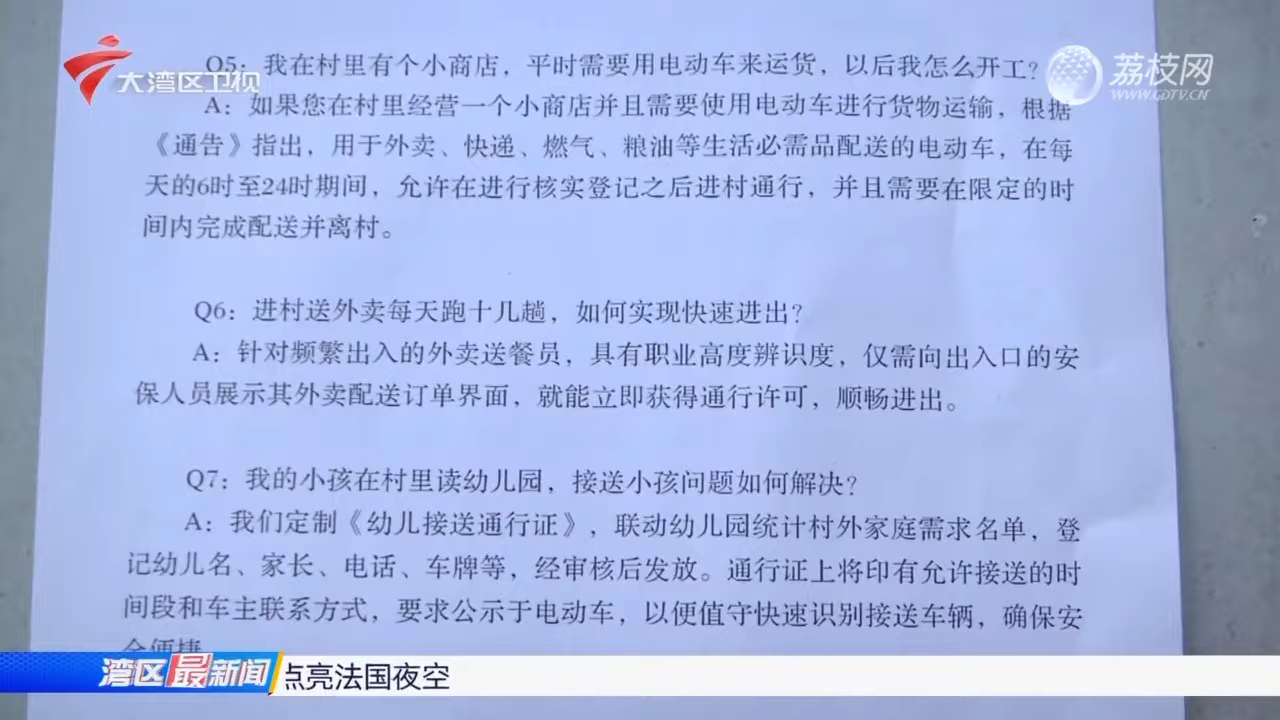 大湾区卫视
荔枝网
WWW.GDTV.CN
Q5：我在村里有个小商店，平时需要用电动车来运货，以后我怎么开工？
A：如果您在村里经营一个小商店并且需要使用电动车进行货物运输，根据
《通告》指出，用于外卖、快递、燃气、粮油等生活必需品配送的电动车，在每
天的6时至24时期间，允许在进行核实登记之后进村通行，并且需要在限定的时
间内完成配送并离村。
Q6：进村送外卖每天跑十几趟，如何实现快速进出？
A：针对频繁出入的外卖送餐员，具有职业高度辨识度，仅需向出入口的安
保人员展示其外卖配送订单界面，就能立即获得通行许可，顺畅进出。
Q7：我的小孩在村里读幼儿园，接送小孩问题如何解决？
A：我们定制《幼儿接送通行证》，联动幼儿园统计村外家庭需求名单，登
记幼儿名、家长、电话、车牌等，经审核后发放。通行证上将印有允许接送的时
间段和车主联系方式，要求公示于电动车，以便值守快速识别接送车辆，确保安
全便捷
湾区最新闻
点亮法国夜空